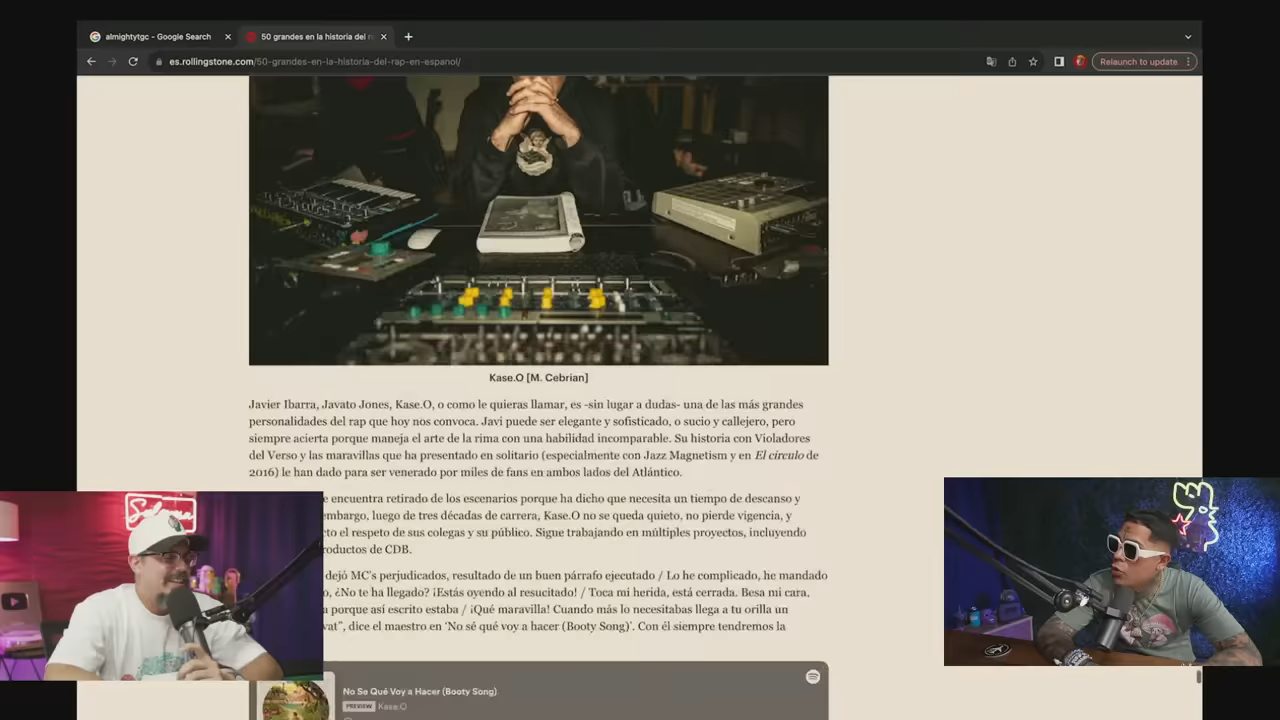 almightytgc - Google Search
50 grandes en la historia del r
es.rollingstone.com/50-grandes-en-la-historia-del-rap-en-espanol/
Relaunch to update
Kase.O [M. Cebrian]
Javier Ibarra, Javato Jones, Kase.O, o como le quieras llamar, es -sin lugar a dudas- una de las más grandes
personalidades del rap que hoy nos convoca. Javi puede ser elegante y sofisticado, o sucio y callejero, pero
siempre acierta porque maneja el arte de la rima con una habilidad incomparable. Su historia con Violadores
del Verso y las maravillas que ha presentado en solitario (especialmente con Jazz Magnetism y en El círculo de
2016) le han dado para ser venerado por miles de fans en ambos lados del Atlántico.
e encuentra retirado de los escenarios porque ha dicho que necesita un tiempo de descanso y
embargo, luego de tres décadas de carrera, Kase.O no se queda quieto, no pierde vigencia, y
cto el respeto de sus colegas y su público. Sigue trabajando en múltiples proyectos, incluyendo
roductos de CDB.
dejó MC's perjudicados, resultado de un buen párrafo ejecutado / Lo he complicado, he mandado
o, ¿No te ha llegado? ¡Estás oyendo al resucitado! / Toca mi herida, está cerrada. Besa mi cara,
a porque así escrito estaba / ¡Qué maravilla! Cuando más lo necesitabas llega a tu orilla un
vat”, dice el maestro en ‘No sé qué voy a hacer (Booty Song)’. Con él siempre tendremos la
No Se Qué Voy a Hacer (Booty Song)
PREVIEW Kase.O